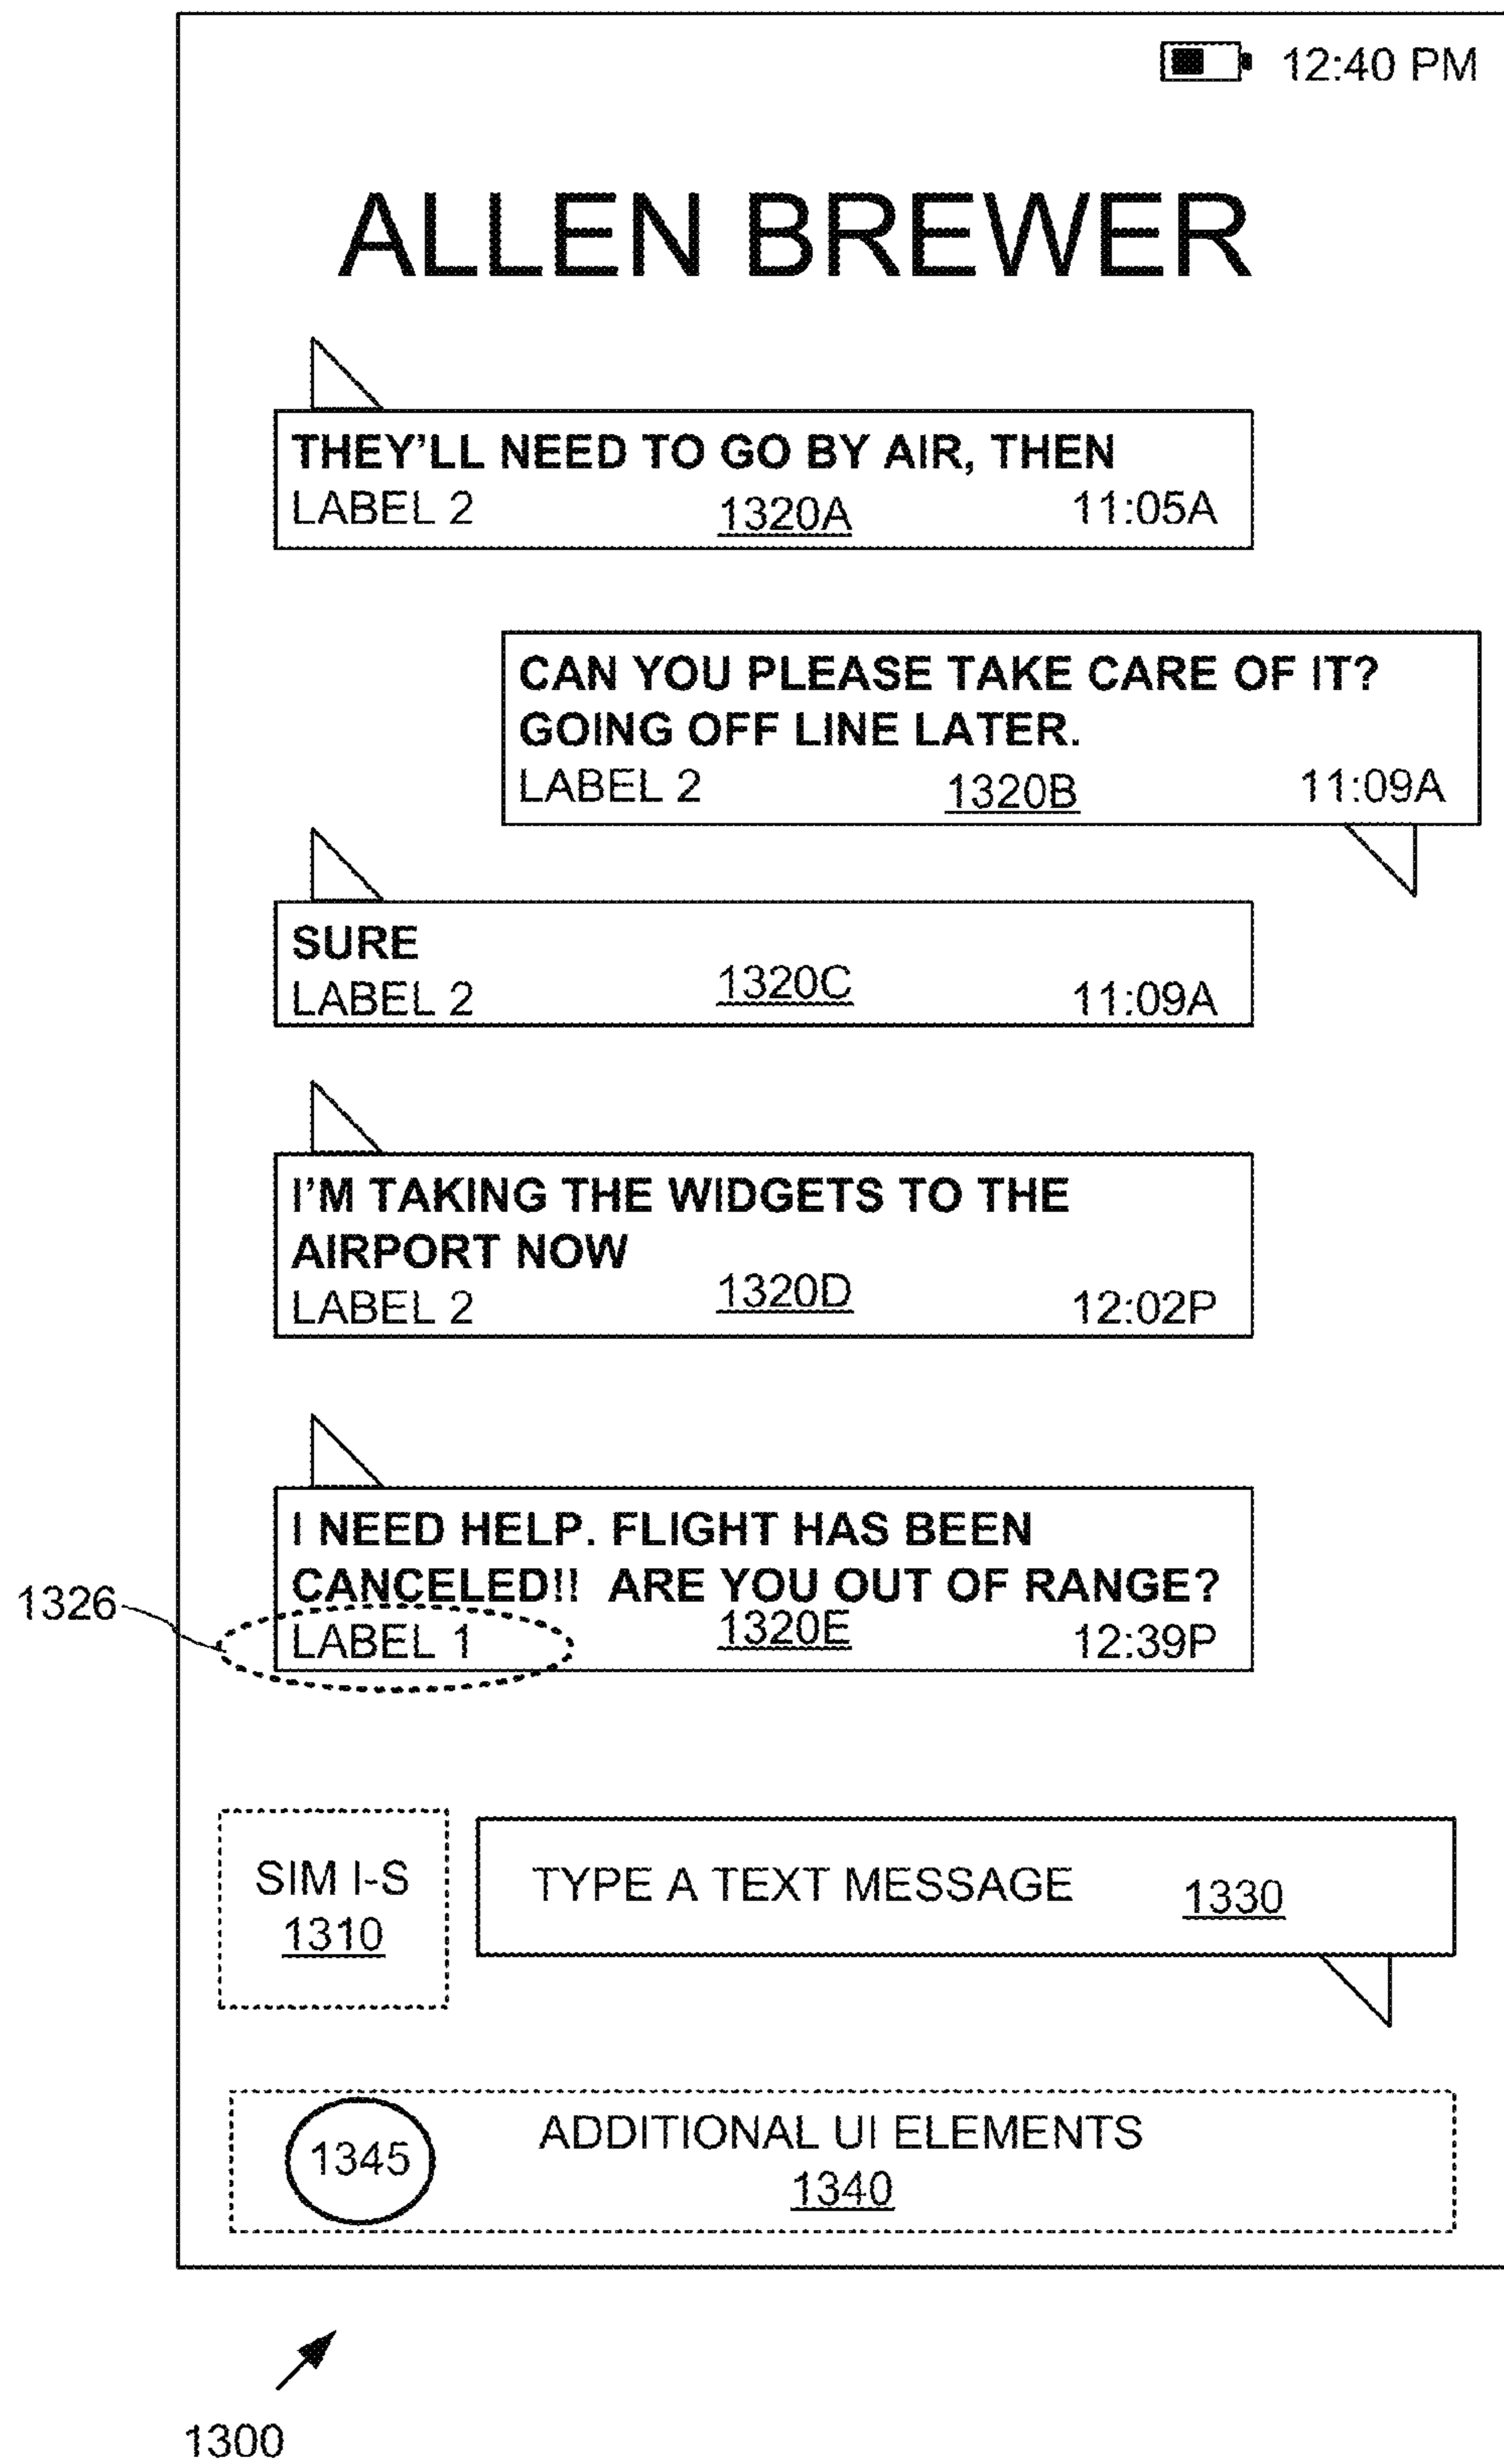 12:40 PM
ALLEN BREWER
THEY'LL NEED TO GO BY AIR, THEN
LABEL 2 1320A 11:05A
CAN YOU PLEASE TAKE CARE OF IT?
GOING OFF LINE LATER.
LABEL 2 1320B 11:09A
SURE
LABEL 2 1320C 11:09A
I'M TAKING THE WIDGETS TO THE
AIRPORT NOW
LABEL 2 1320D 12:02P
I NEED HELP. FLIGHT HAS BEEN
CANCELED!! ARE YOU OUT OF RANGE?
1326 LABEL 1 1320E 12:39P
SIM I-S
1310
TYPE A TEXT MESSAGE 1330
1345
ADDITIONAL UI ELEMENTS
1340
1300